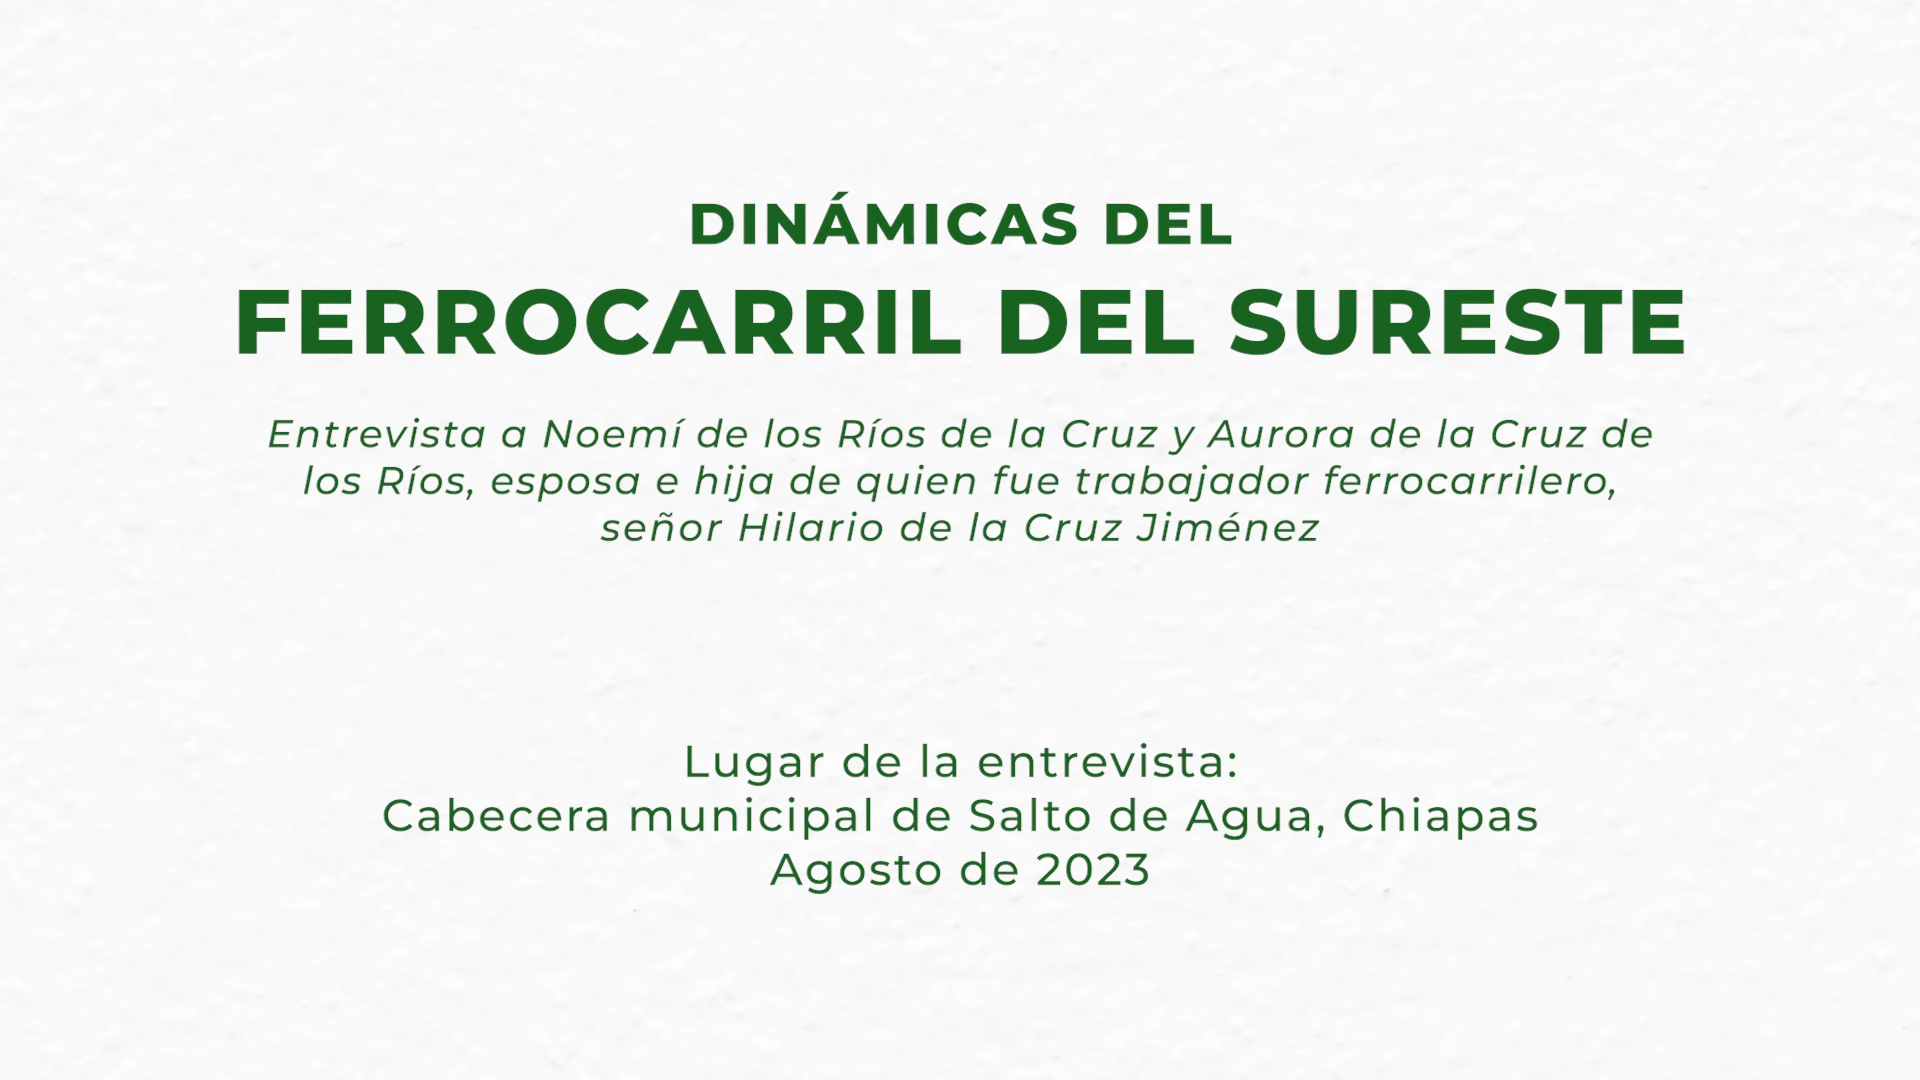 DINÁMICAS DEL
FERROCARRIL DEL SURESTE
Entrevista a Noemí de los Ríos de la Cruz y Aurora de la Cruz de
los Ríos, esposa e hija de quien fue trabajador ferrocarrilero,
señor Hilario de la Cruz Jiménez
Lugar de la entrevista:
Cabecera municipal de Salto de Agua, Chiapas
Agosto de 2023